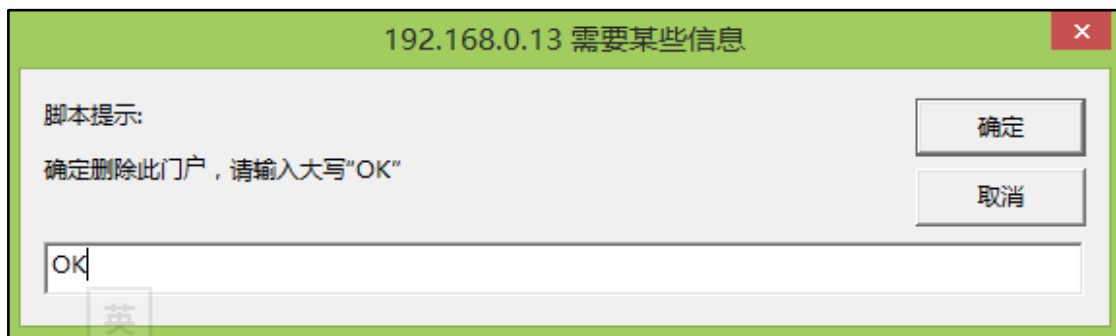 192.168.0.13 需要某些信息
脚本提示:
确定
确定删除此门户，请输入大写"OK"
取消
OK
英